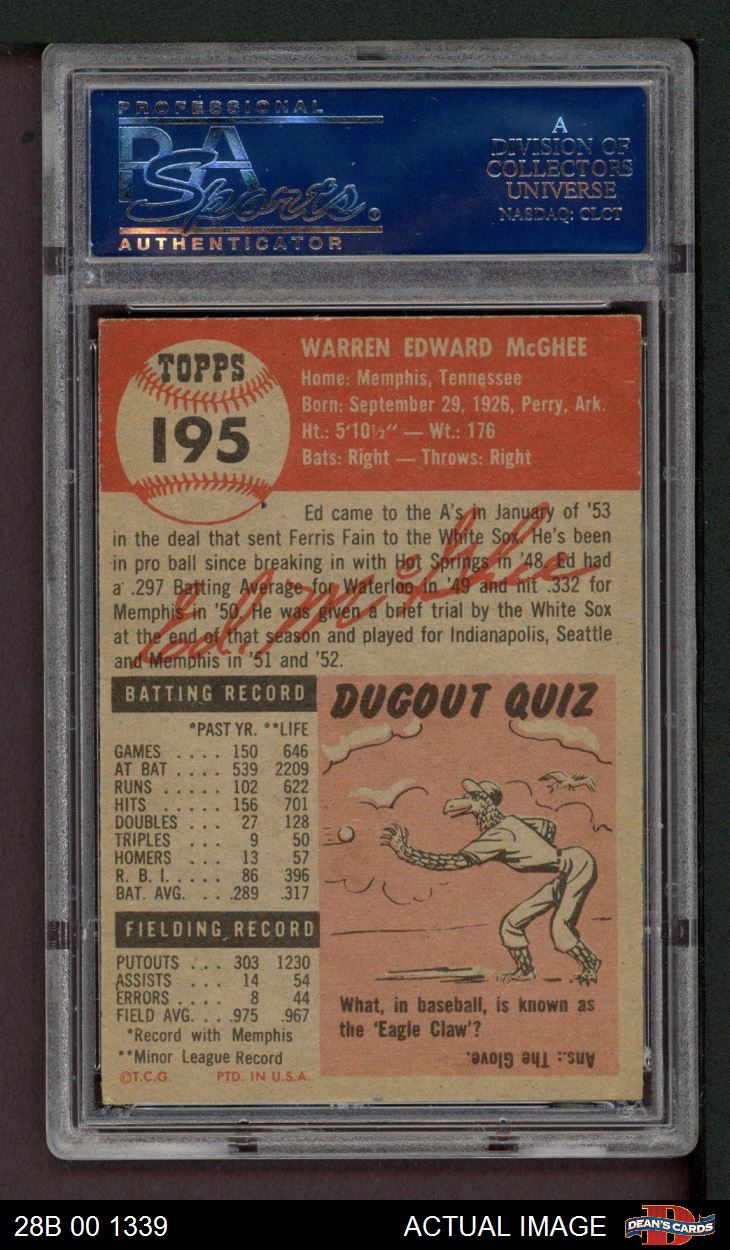 PROFESSIONAL
PSA
Sports
AUTHENTICATOR
A
DIVISION OF
COLLECTORS
UNIVERSE
NASDAQ: CLCT
TOPPS
195
WARREN EDWARD McGHEE
Home: Memphis, Tennessee
Born: September 29, 1926, Perry, Ark.
Ht.: 5'10½" — Wt.: 176
Bats: Right — Throws: Right
Ed came to the A's in January of '53
in the deal that sent Ferris Fain to the White Sox. He's been
in pro ball since breaking in with Hot Springs in '48. Ed had
a .297 Batting Average for Waterloo in '49 and hit .332 for
Memphis in '50. He was given a brief trial by the White Sox
at the end of that season and played for Indianapolis, Seattle
and Memphis in '51 and '52.
Ed. McGhee
BATTING RECORD
*PAST YR. **LIFE
GAMES . . . . 150 646
AT BAT . . . . 539 2209
RUNS . . . . . 102 622
HITS . . . . . 156 701
DOUBLES . . . 27 128
TRIPLES . . . 9 50
HOMERS . . . 13 57
R. B. I. . . . . 86 396
BAT. AVG. . . .289 .317
FIELDING RECORD
PUTOUTS . . . 303 1230
ASSISTS . . . 14 54
ERRORS . . . 8 44
FIELD AVG. . . .975 .967
*Record with Memphis
**Minor League Record
©T.C.G. PTD. IN U.S.A.
DUGOUT QUIZ
What, in baseball, is known as
the 'Eagle Claw'?
Ans.: The Glove.
28B 00 1339
ACTUAL IMAGE
D
DEAN'S CARDS